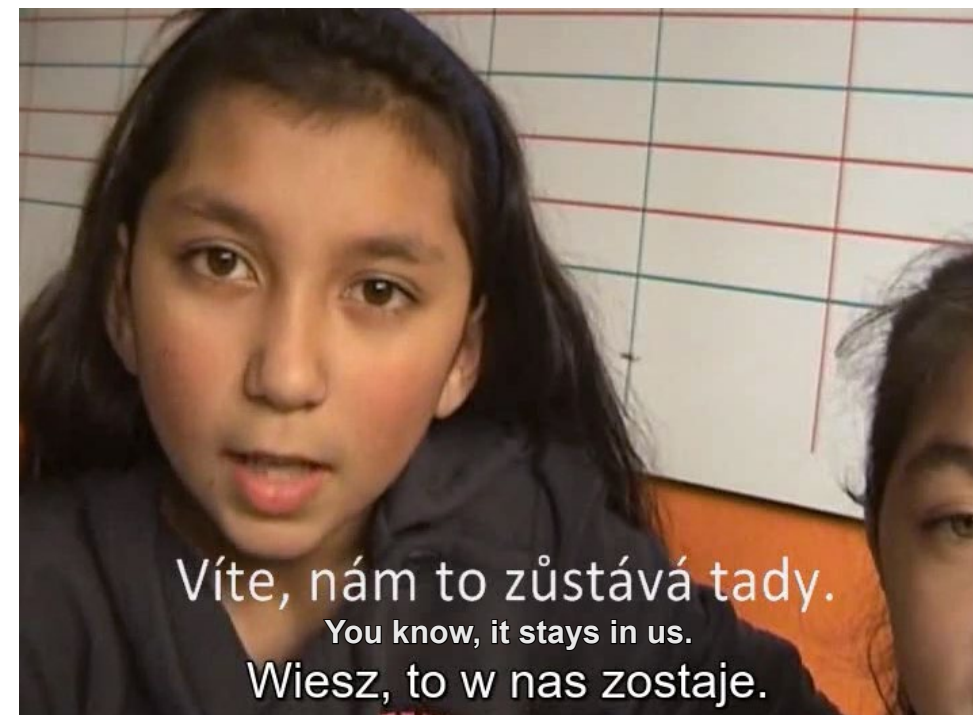 Víte, nám to zůstává tady.
You know, it stays in us.
Wiesz, to w nas zostaje.